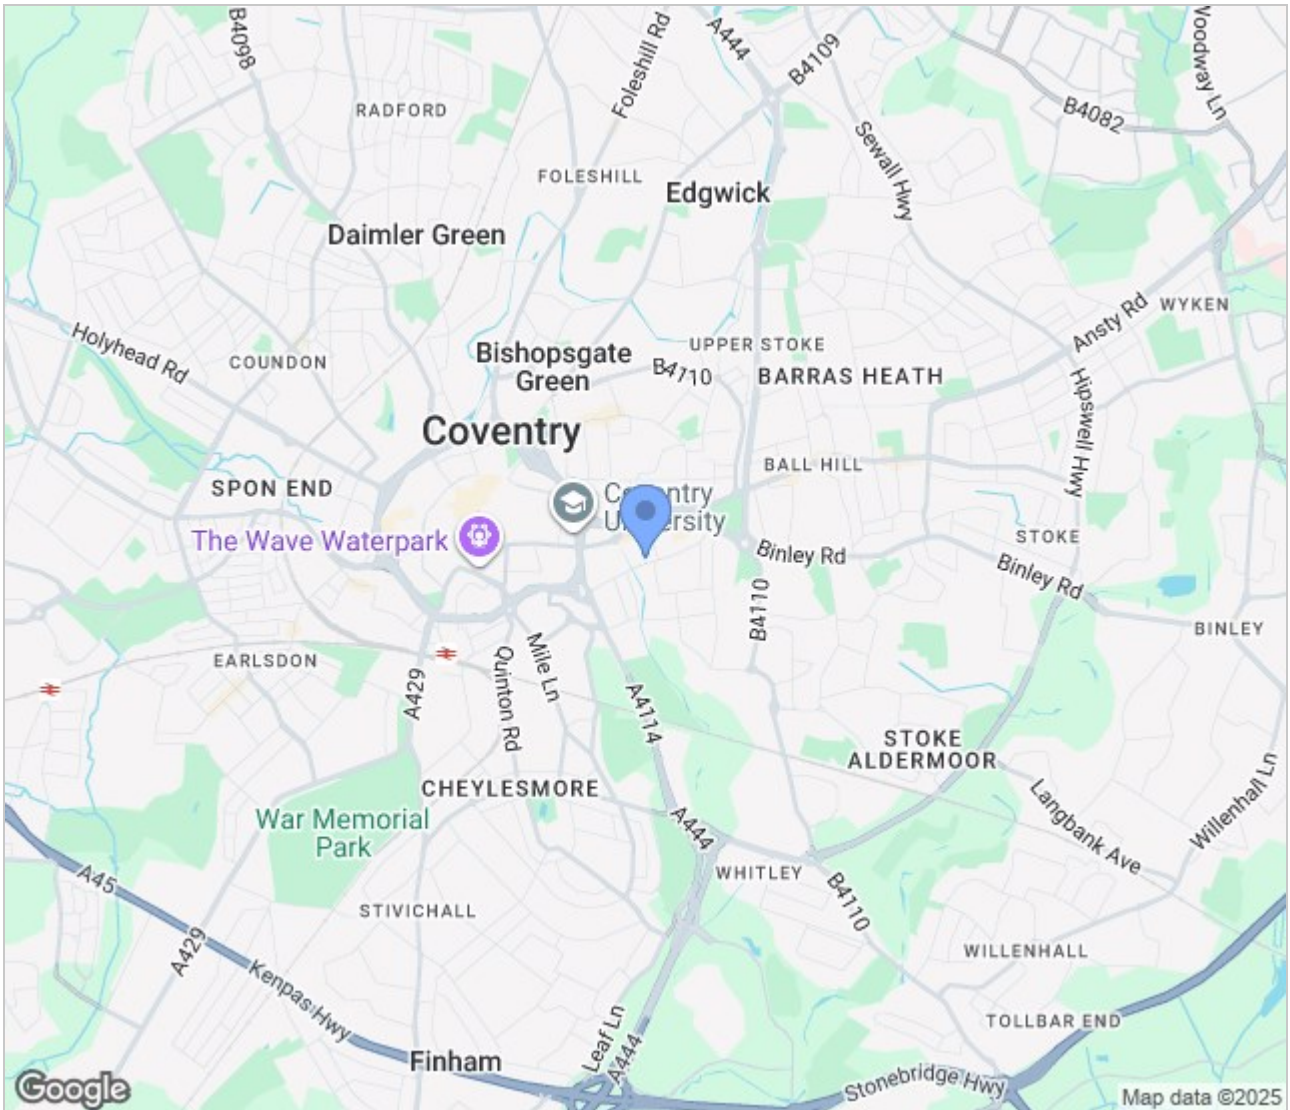 B4098
Foleshill Rd
A444
B4109
Woodway Ln
RADFORD
B4082
Sewall Hwy
FOLESHILL
Edgwick
Daimler Green
WYKEN
Ansty Rd
Holyhead Rd
UPPER STOKE
Bishopsgate
Green
COUNDON
B4110
BARRAS HEATH
Hipswell Hwy
Coventry
BALL HILL
SPON END
Coventry
University
The Wave Waterpark
STOKE
Binley Rd
Binley Rd
B4110
BINLEY
EARLSDON
Mile Ln
Quinton Rd
A429
A4114
STOKE
ALDERMOOR
CHEYLESMORE
Langbank Ave
Willenhall Ln
War Memorial
Park
A444
WHITLEY
A45
B4110
STIVICHALL
A429
WILLENHALL
Kenpas Hwy
TOLLBAR END
Leaf Ln
A444
Finham
Stonebridge Hwy
Google
Map data ©2025